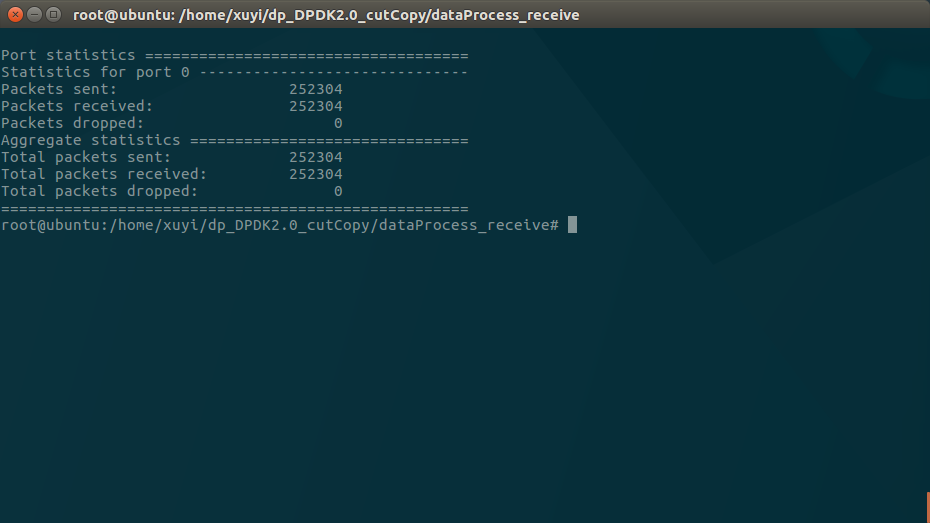 root@ubuntu: /home/xuyi/dp_DPDK2.0_cutCopy/dataProcess_receive
Port statistics ====================================
Statistics for port 0 ------------------------------
Packets sent:                   252304
Packets received:               252304
Packets dropped:                     0
Aggregate statistics ===============================
Total packets sent:             252304
Total packets received:         252304
Total packets dropped:               0
====================================================
root@ubuntu:/home/xuyi/dp_DPDK2.0_cutCopy/dataProcess_receive#